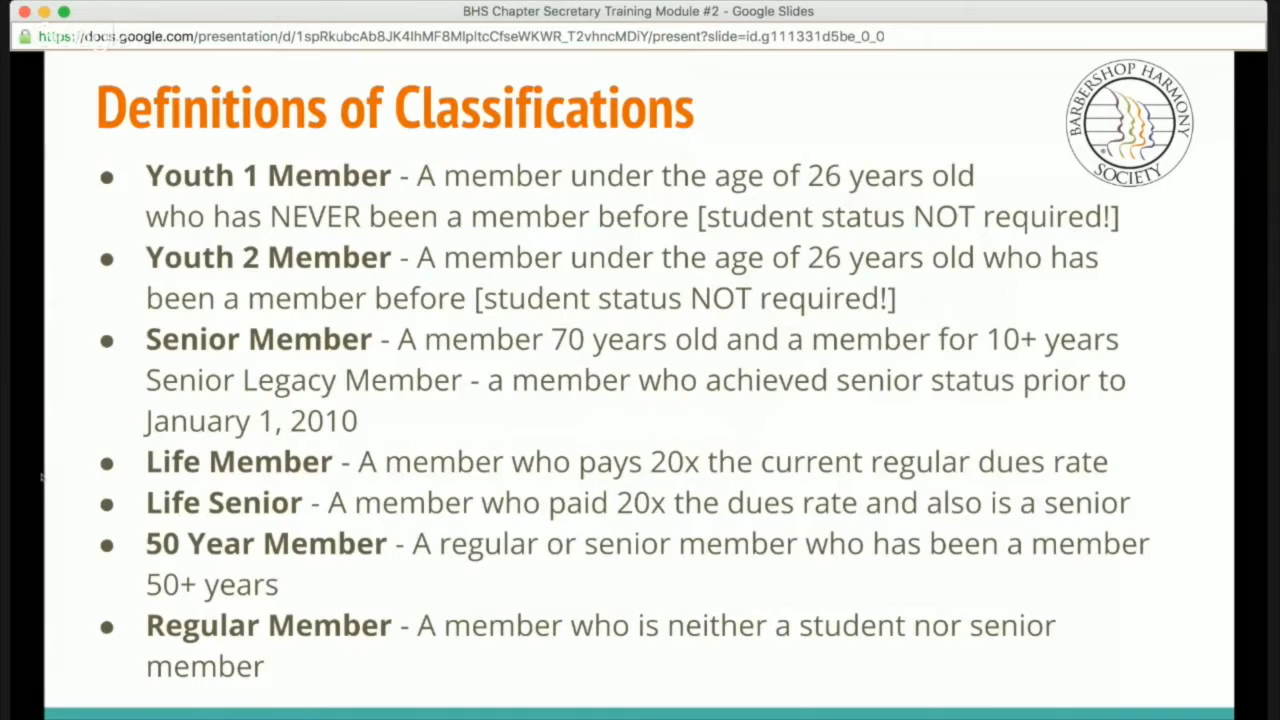 BHS Chapter Secretary Training Module #2 - Google Slides
https://docs.google.com/presentation/d/1spRkubcAb8JK4IhMF8MlpItcCfseWKWR_T2vhncMDiY/present?slide=id.g111331d5be_0_0
Definitions of Classifications
BARBERSHOP HARMONY SOCIETY
● Youth 1 Member - A member under the age of 26 years old
who has NEVER been a member before [student status NOT required!]
● Youth 2 Member - A member under the age of 26 years old who has
been a member before [student status NOT required!]
● Senior Member - A member 70 years old and a member for 10+ years
Senior Legacy Member - a member who achieved senior status prior to
January 1, 2010
● Life Member - A member who pays 20x the current regular dues rate
● Life Senior - A member who paid 20x the dues rate and also is a senior
● 50 Year Member - A regular or senior member who has been a member
50+ years
● Regular Member - A member who is neither a student nor senior
member